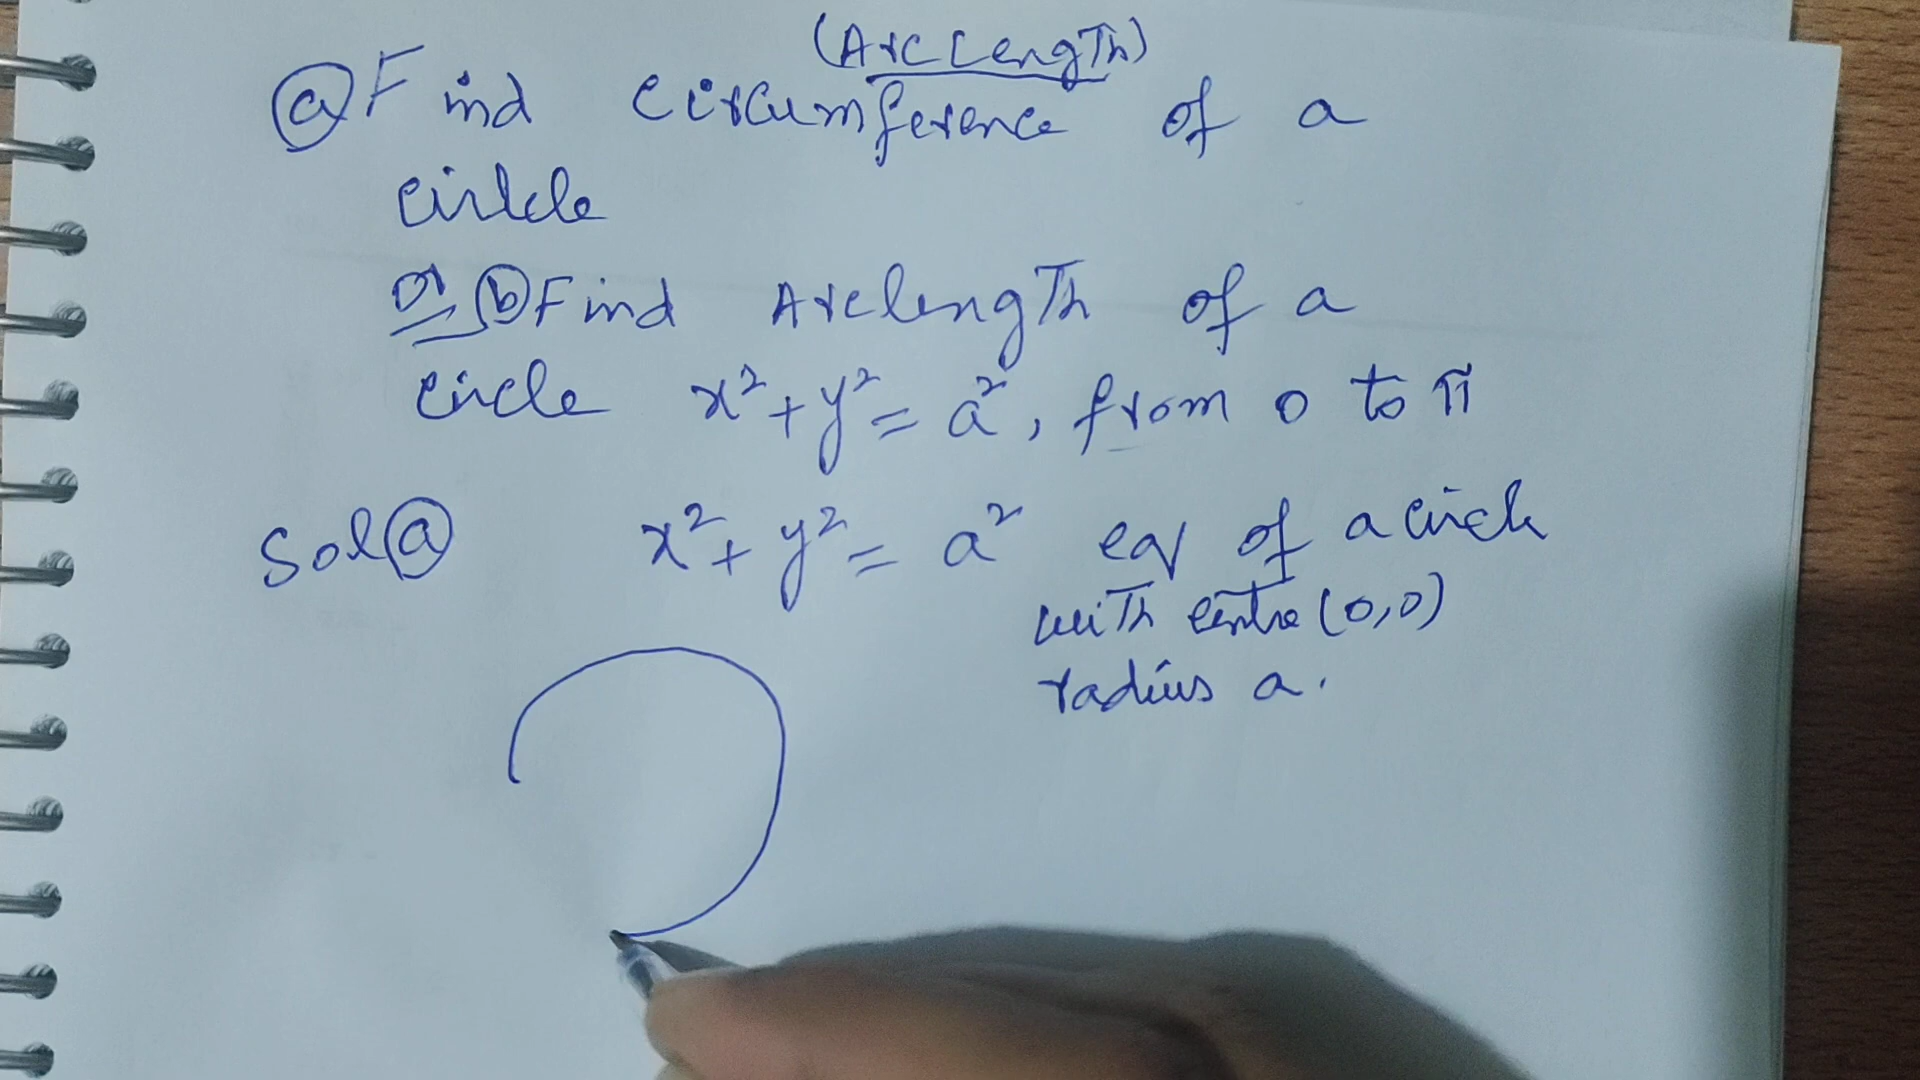 (Arc Length)
(a) Find circumference of a
cirlcle
or (b) Find Arclength of a
circle x² + y² = a², from 0 to π
Sol (a) x² + y² = a² eq of a circle
with centre (0,0)
radius a.